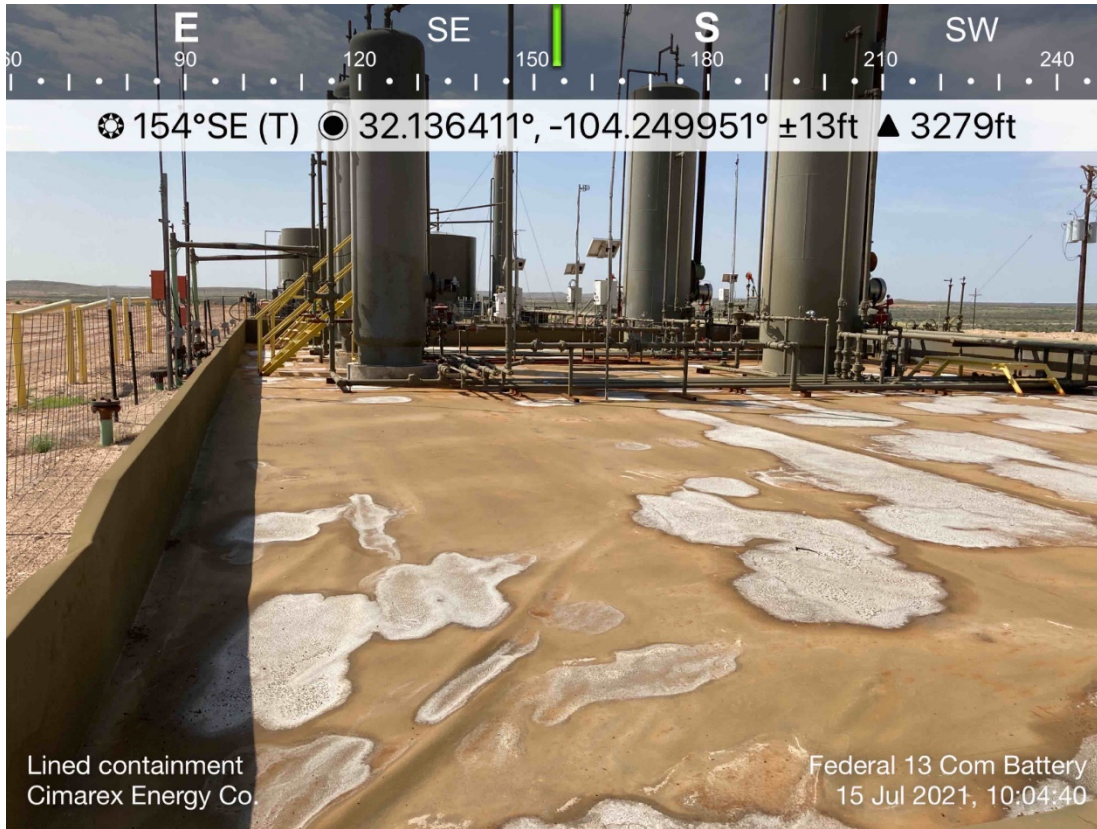 E SE S SW
60 90 120 150 180 210 240
154°SE (T) 32.136411°, -104.249951° ±13ft ▲ 3279ft
Lined containment
Cimarex Energy Co.
Federal 13 Com Battery
15 Jul 2021, 10:04:40